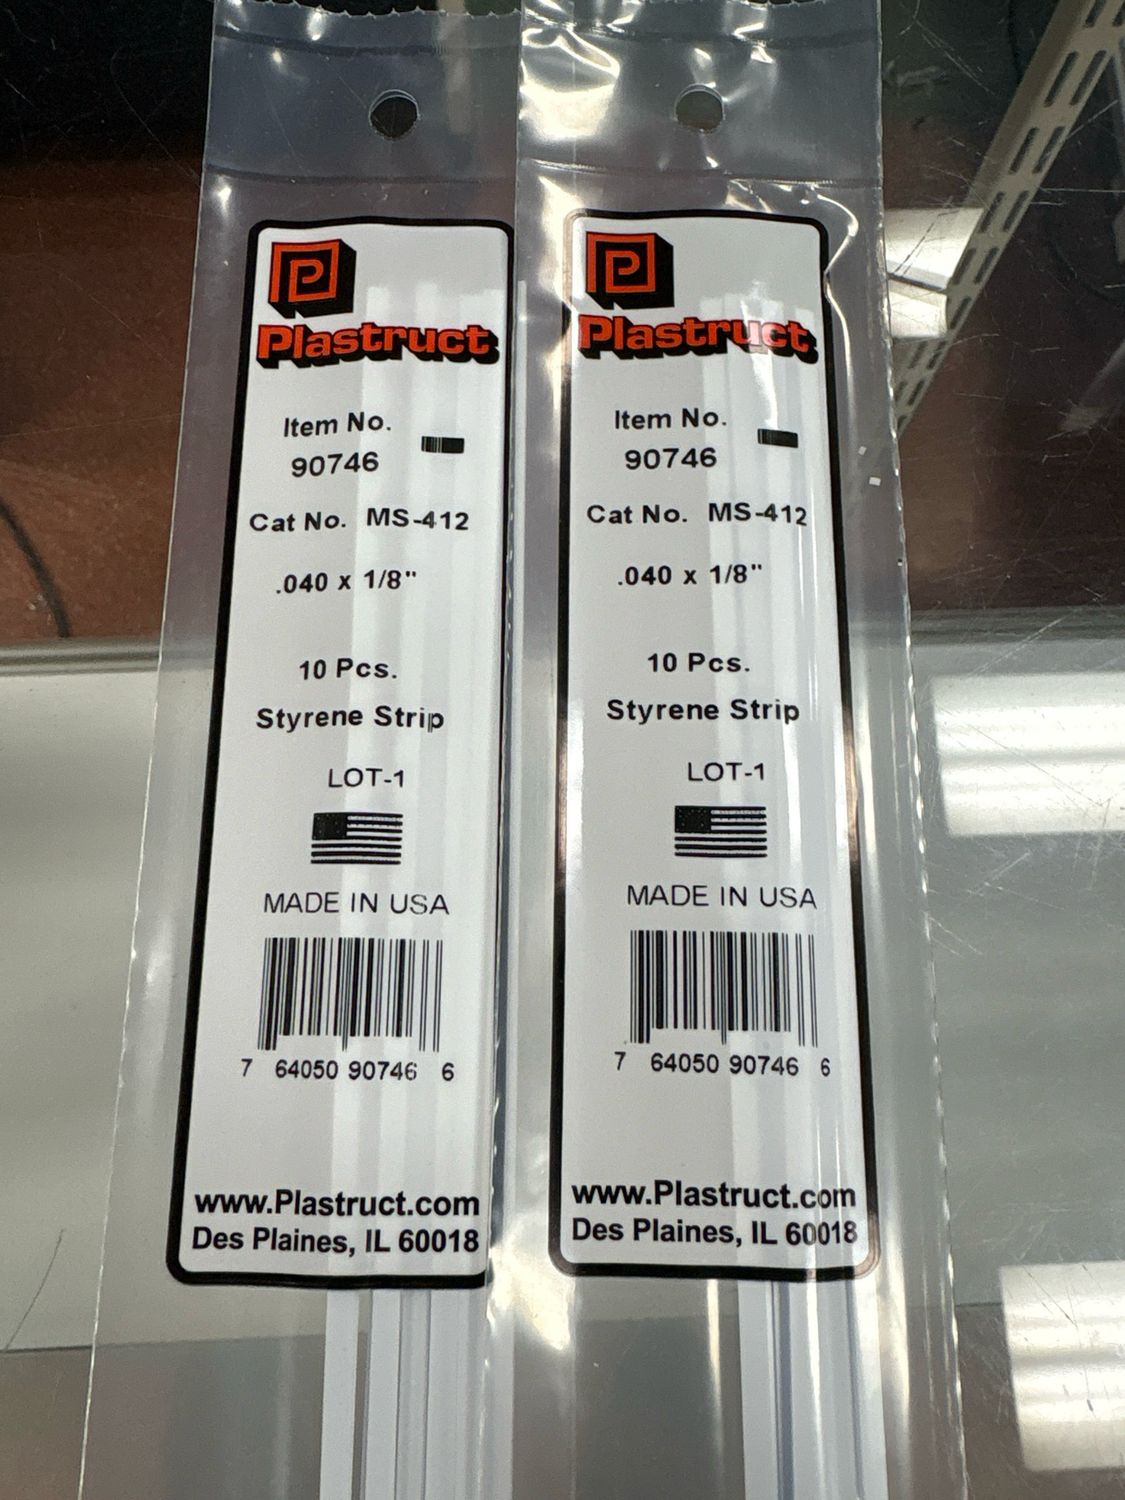 P
Plastruct
Item No.
90746
Cat No. MS-412
.040 x 1/8"
10 Pcs.
Styrene Strip
LOT-1
MADE IN USA
7 64050 90746 6
www.Plastruct.com
Des Plaines, IL 60018
P
Plastruct
Item No.
90746
Cat No. MS-412
.040 x 1/8"
10 Pcs.
Styrene Strip
LOT-1
MADE IN USA
7 64050 90746 6
www.Plastruct.com
Des Plaines, IL 60018